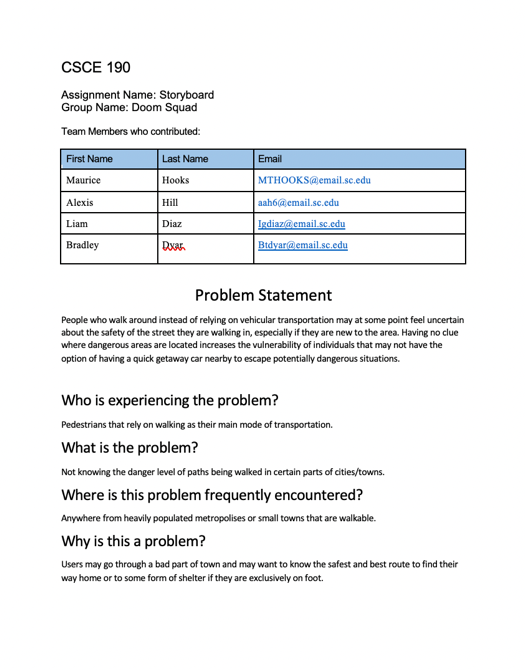 CSCE 190
Assignment Name: Storyboard
Group Name: Doom Squad
Team Members who contributed:
First Name Last Name Email
Maurice Hooks MTHOOKS@email.sc.edu
Alexis Hill aah6@email.sc.edu
Liam Diaz lgdiaz@email.sc.edu
Bradley Dyar Btdyar@email.sc.edu
Problem Statement
People who walk around instead of relying on vehicular transportation may at some point feel uncertain
about the safety of the street they are walking in, especially if they are new to the area. Having no clue
where dangerous areas are located increases the vulnerability of individuals that may not have the
option of having a quick getaway car nearby to escape potentially dangerous situations.
Who is experiencing the problem?
Pedestrians that rely on walking as their main mode of transportation.
What is the problem?
Not knowing the danger level of paths being walked in certain parts of cities/towns.
Where is this problem frequently encountered?
Anywhere from heavily populated metropolises or small towns that are walkable.
Why is this a problem?
Users may go through a bad part of town and may want to know the safest and best route to find their
way home or to some form of shelter if they are exclusively on foot.